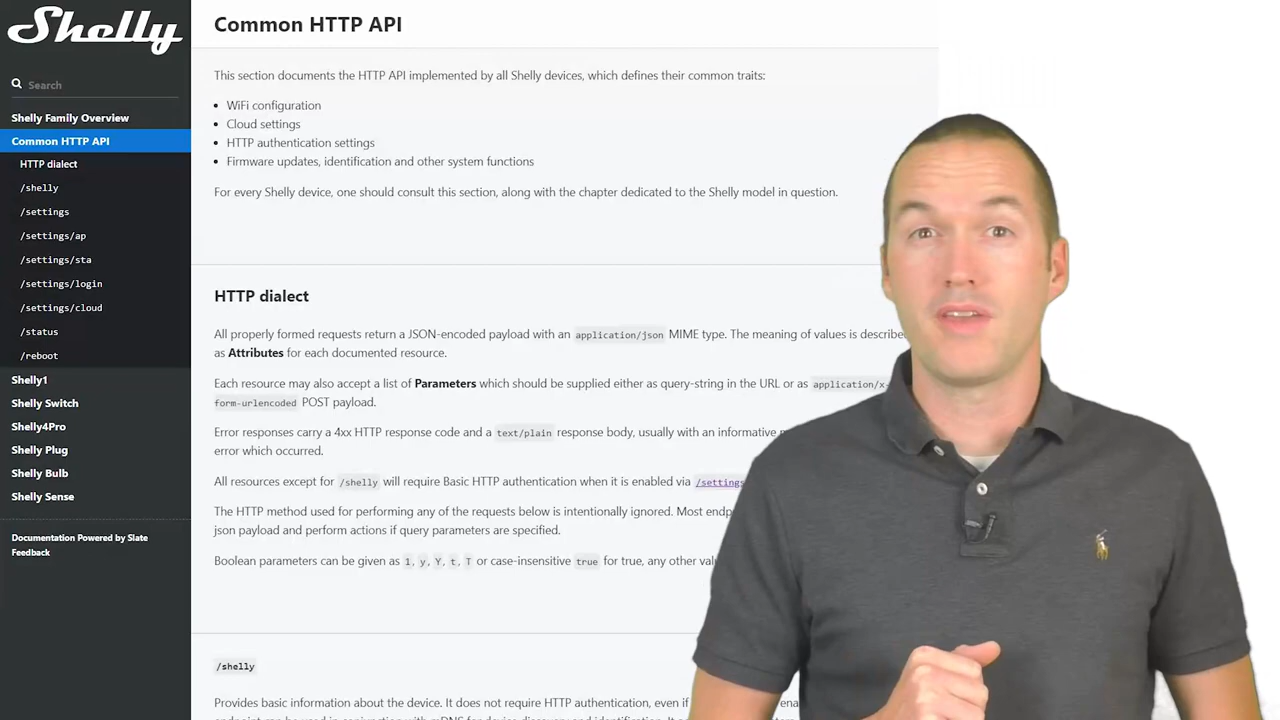 Shelly
Search
Shelly Family Overview
Common HTTP API
HTTP dialect
/shelly
/settings
/settings/ap
/settings/sta
/settings/login
/settings/cloud
/status
/reboot
Shelly1
Shelly Switch
Shelly4Pro
Shelly Plug
Shelly Bulb
Shelly Sense
Documentation Powered by Slate
Feedback
Common HTTP API
This section documents the HTTP API implemented by all Shelly devices, which defines their common traits:
WiFi configuration
Cloud settings
HTTP authentication settings
Firmware updates, identification and other system functions
For every Shelly device, one should consult this section, along with the chapter dedicated to the Shelly model in question.
HTTP dialect
All properly formed requests return a JSON-encoded payload with an application/json MIME type. The meaning of values is described
as Attributes for each documented resource.
Each resource may also accept a list of Parameters which should be supplied either as query-string in the URL or as application/x-
form-urlencoded POST payload.
Error responses carry a 4xx HTTP response code and a text/plain response body, usually with an informative
error which occurred.
All resources except for /shelly will require Basic HTTP authentication when it is enabled via /settings
The HTTP method used for performing any of the requests below is intentionally ignored. Most
json payload and perform actions if query parameters are specified.
Boolean parameters can be given as 1, y, Y, t, T or case-insensitive true for true, any other
/shelly
Provides basic information about the device. It does not require HTTP authentication, even if